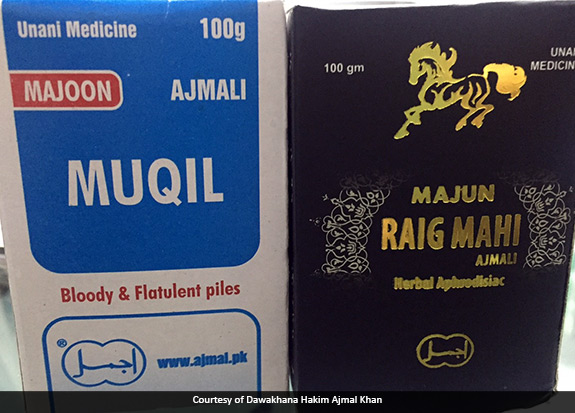 Unani Medicine 100g
MAJOON AJMALI
MUQIL
Bloody & Flatulent piles
®
اجمل
www.ajmal.pk
100 gm
UNANI
MEDICIN
MAJUN
RAIG MAHI
AJMALI
Herbal Aphrodisiac
اجمل
Courtesy of Dawakhana Hakim Ajmal Khan